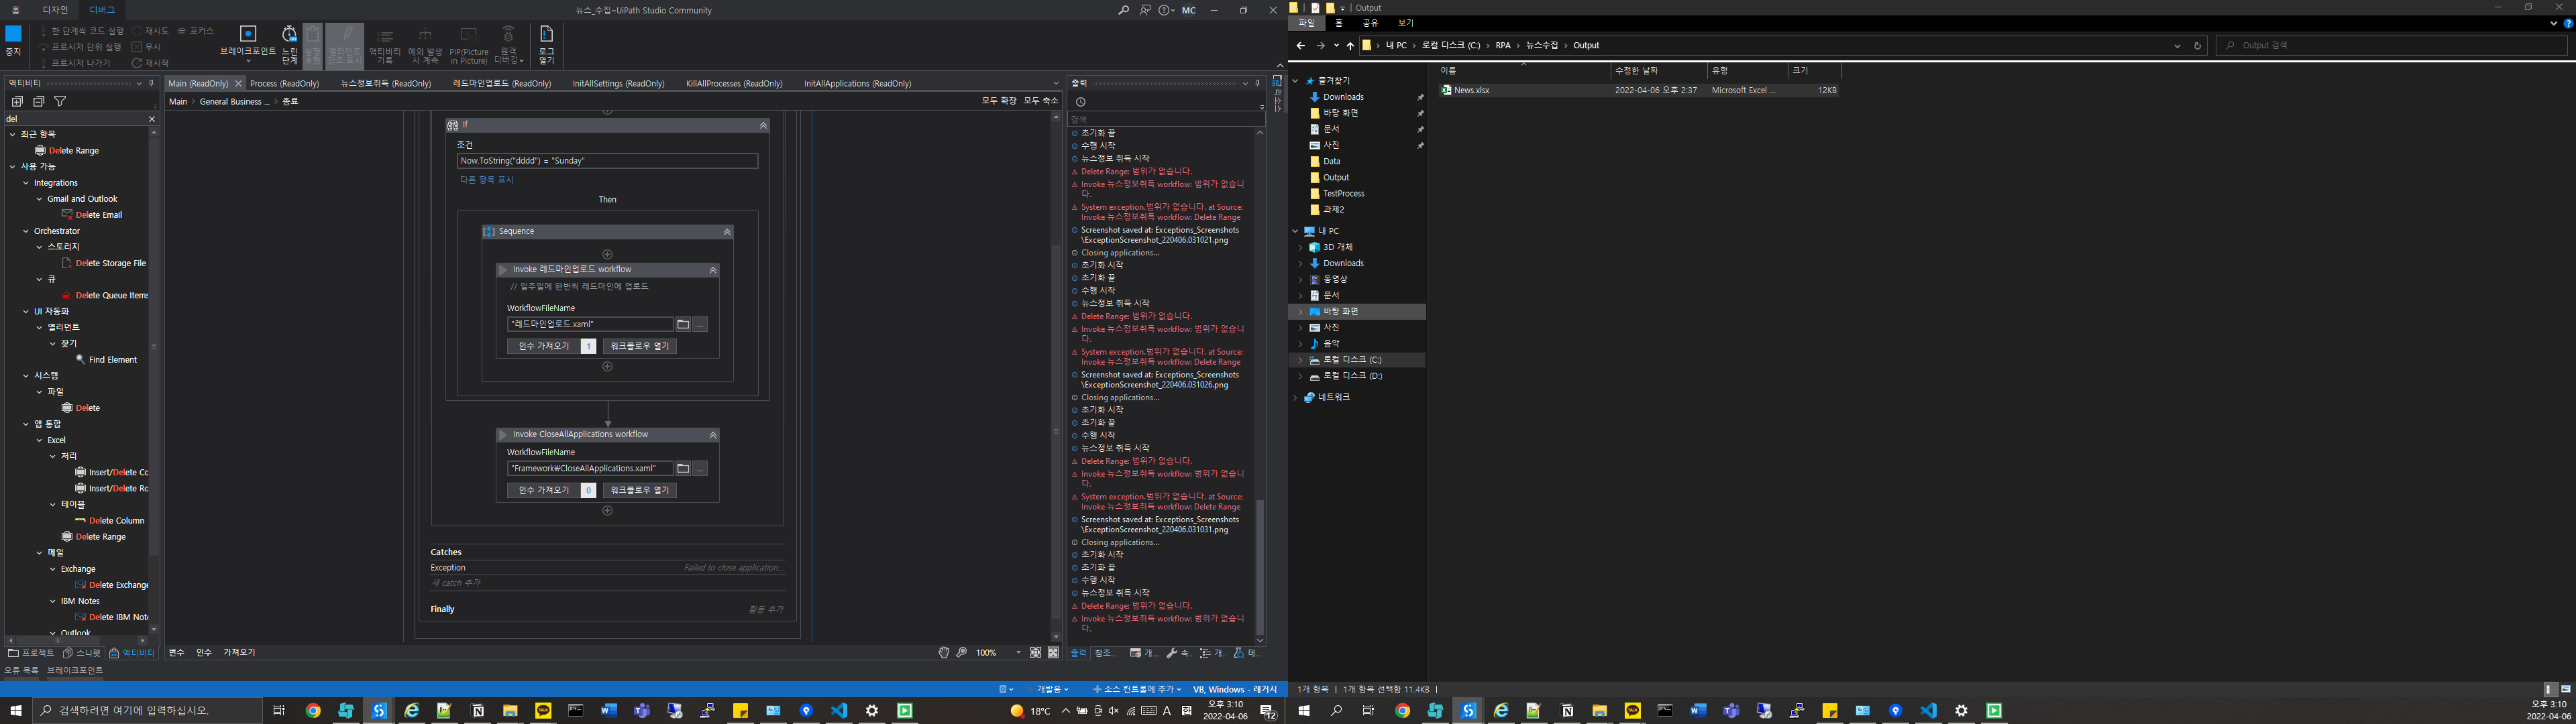 홈 디자인 디버그
뉴스_수집~UiPath Studio Community
MC
중지
한 단계씩 코드 실행
프로시저 단위 실행
프로시저 나가기
재시도
무시
재시작
포커스
브레이크포인트
느린
단계
실행
후행
엘리먼트
강조 표시
액티비티
기록
예외 발생
시 계속
PiP(Picture
in Picture)
원격
디버깅
로그
열기
액티비티
del
최근 항목
Delete Range
사용 가능
Integrations
Gmail and Outlook
Delete Email
Orchestrator
스토리지
Delete Storage File
큐
Delete Queue Items
UI 자동화
엘리먼트
찾기
Find Element
시스템
파일
Delete
앱 통합
Excel
처리
Insert/Delete Co
Insert/Delete Ro
테이블
Delete Column
Delete Range
메일
Exchange
Delete Exchange
IBM Notes
Delete IBM Note
Outlook
프로젝트 스니펫 액티비티
오류 목록 브레이크포인트
Main (ReadOnly) Process (ReadOnly) 뉴스정보취득 (ReadOnly) 레드마인업로드 (ReadOnly) InitAllSettings (ReadOnly) KillAllProcesses (ReadOnly) InitAllApplications (ReadOnly)
Main > General Business ... > 종료
모두 확장 모두 축소
If
조건
Now.ToString("dddd") = "Sunday"
다른 항목 표시
Then
Sequence
Invoke 레드마인업로드 workflow
// 일주일에 한번씩 레드마인에 업로드
WorkflowFileName
"레드마인업로드.xaml"
...
인수 가져오기 1 워크플로우 열기
Invoke CloseAllApplications workflow
WorkflowFileName
"Framework₩CloseAllApplications.xaml"
...
인수 가져오기 0 워크플로우 열기
Catches
Exception Failed to close application...
새 catch 추가
Finally 활동 추가
변수 인수 가져오기
100%
출력
검색
초기화 끝
수행 시작
뉴스정보 취득 시작
Delete Range: 범위가 없습니다.
Invoke 뉴스정보취득 workflow: 범위가 없습니
다.
System exception.범위가 없습니다. at Source:
Invoke 뉴스정보취득 workflow: Delete Range
Screenshot saved at: Exceptions_Screenshots
\ExceptionScreenshot_220406.031021.png
Closing applications...
초기화 시작
초기화 끝
수행 시작
뉴스정보 취득 시작
Delete Range: 범위가 없습니다.
Invoke 뉴스정보취득 workflow: 범위가 없습니
다.
System exception.범위가 없습니다. at Source:
Invoke 뉴스정보취득 workflow: Delete Range
Screenshot saved at: Exceptions_Screenshots
\ExceptionScreenshot_220406.031026.png
Closing applications...
초기화 시작
초기화 끝
수행 시작
뉴스정보 취득 시작
Delete Range: 범위가 없습니다.
Invoke 뉴스정보취득 workflow: 범위가 없습니
다.
System exception.범위가 없습니다. at Source:
Invoke 뉴스정보취득 workflow: Delete Range
Screenshot saved at: Exceptions_Screenshots
\ExceptionScreenshot_220406.031031.png
Closing applications...
초기화 시작
초기화 끝
수행 시작
뉴스정보 취득 시작
Delete Range: 범위가 없습니다.
Invoke 뉴스정보취득 workflow: 범위가 없습니
다.
출력 참조... 개... 속.. 개.. 테...
리소스
개발용 소스 컨트롤에 추가 VB, Windows - 레거시
검색하려면 여기에 입력하십시오.
18°C
A
오후 3:10
2022-04-06
12
Output
파일 홈 공유 보기
내 PC > 로컬 디스크 (C:) > RPA > 뉴스수집 > Output
Output 검색
이름 수정한 날짜 유형 크기
News.xlsx 2022-04-06 오후 2:37 Microsoft Excel ... 12KB
즐겨찾기
Downloads
바탕 화면
문서
사진
Data
Output
TestProcess
과제2
내 PC
3D 개체
Downloads
동영상
문서
바탕 화면
사진
음악
로컬 디스크 (C:)
로컬 디스크 (D:)
네트워크
1개 항목 1개 항목 선택함 11.4KB
오후 3:10
2022-04-06